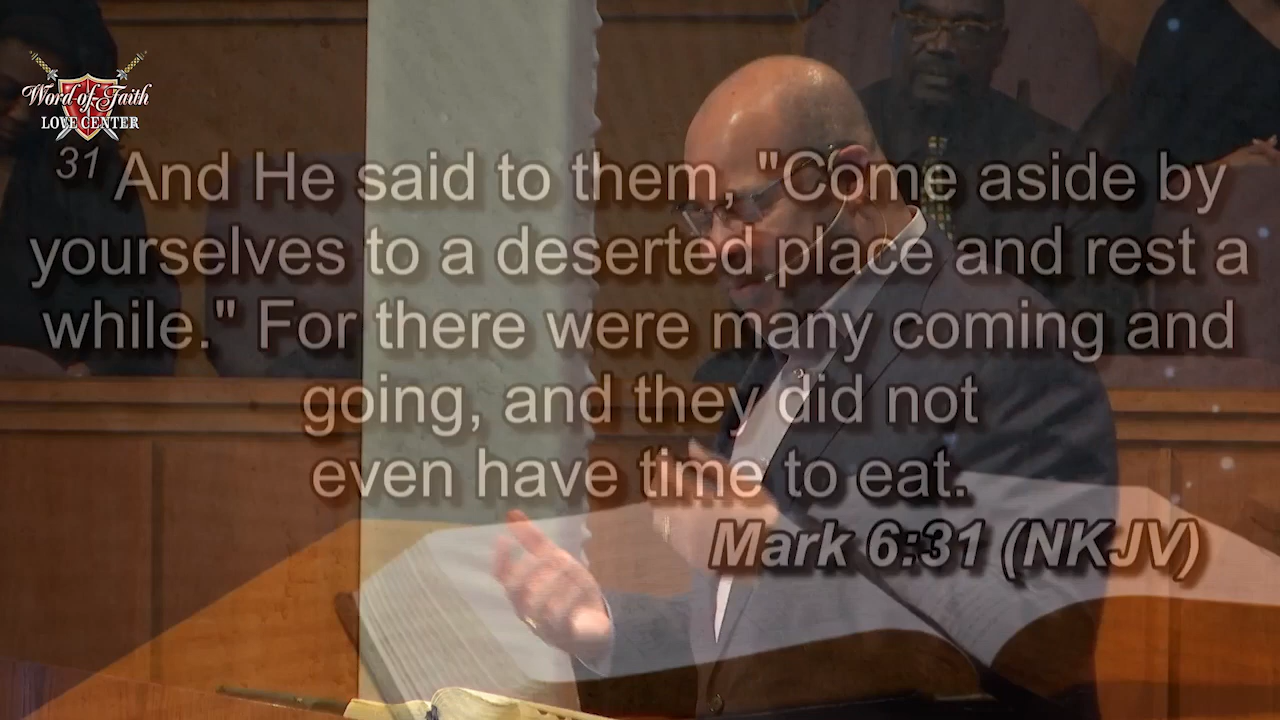 Word of Faith
LOVE CENTER
31 And He said to them, "Come aside by
yourselves to a deserted place and rest a
while." For there were many coming and
going, and they did not
even have time to eat.
Mark 6:31 (NKJV)